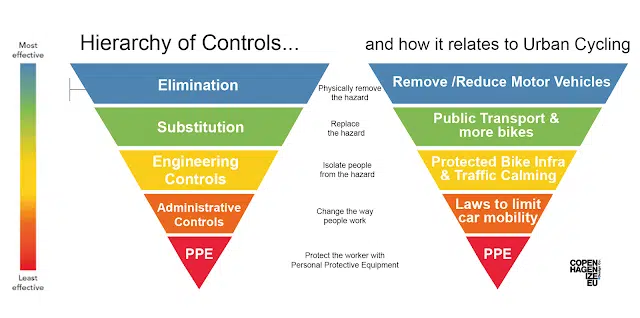 Hierarchy of Controls...
and how it relates to Urban Cycling
Most
effective
Elimination
Physically remove
the hazard
Remove /Reduce Motor Vehicles
Substitution
Replace
the hazard
Public Transport &
more bikes
Engineering
Controls
Isolate people
from the hazard
Protected Bike Infra
& Traffic Calming
Administrative
Controls
Change the way
people work
Laws to limit
car mobility
PPE
Protect the worker with
Personal Protective Equipment
PPE
Least
effective
COPEN
HAGEN
IZE
EU